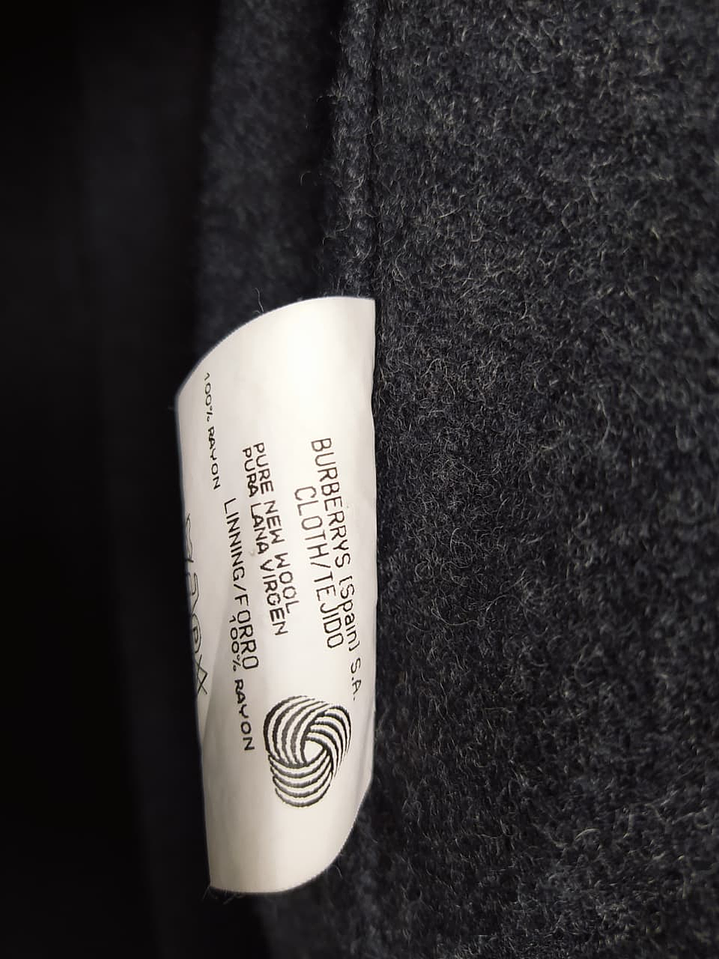 BURBERRYS (Spain) S.A.
CLOTH/TEJIDO
PURE NEW WOOL
PURA LANA VIRGEN
LINNING/FORRO
100% RAYON
100% RAYON